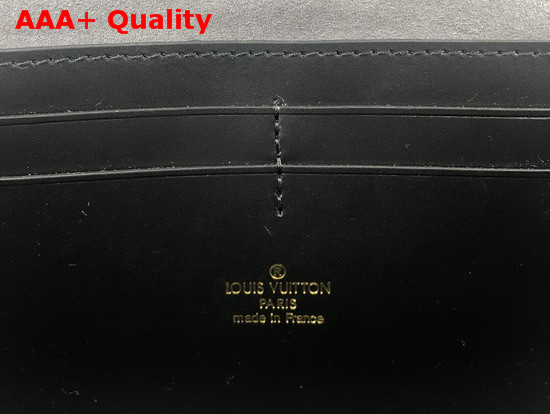 AAA+ Quality
®
LOUIS VUITTON
PARIS
made in France